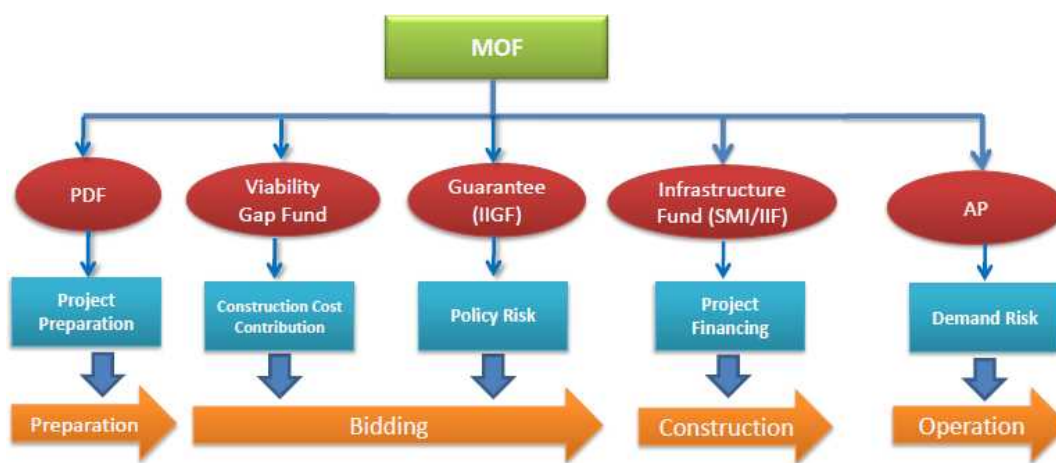 MOF
PDF
Viability
Gap Fund
Guarantee
(IIGF)
Infrastructure
Fund (SMI/IIF)
AP
Project
Preparation
Construction Cost
Contribution
Policy Risk
Project
Financing
Demand Risk
Preparation
Bidding
Construction
Operation